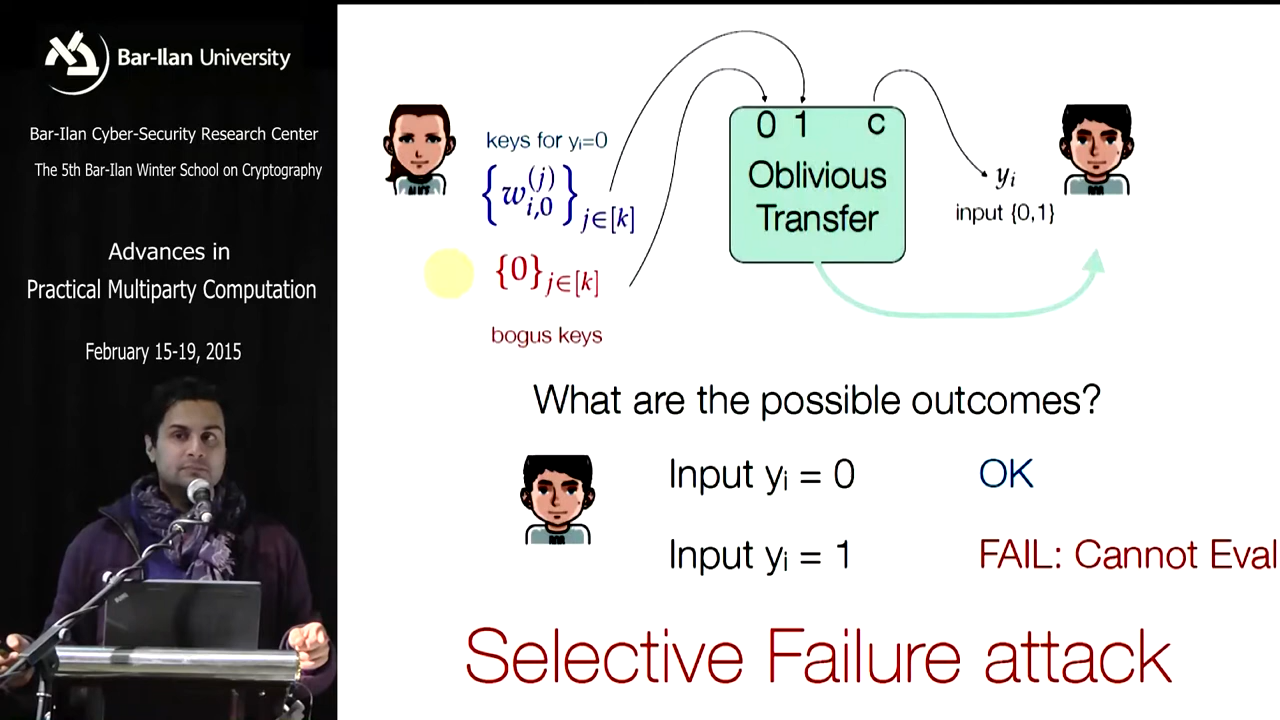 Bar-Ilan University
Bar-Ilan Cyber-Security Research Center
The 5th Bar-Ilan Winter School on Cryptography
Advances in
Practical Multiparty Computation
February 15-19, 2015
keys for yᵢ=0
{w_{i,0}^{(j)}}_{j∈[k]}
{0}_{j∈[k]}
bogus keys
0 1 c
Oblivious
Transfer
yᵢ
input {0,1}
What are the possible outcomes?
Input yᵢ = 0 OK
Input yᵢ = 1 FAIL: Cannot Eval
Selective Failure attack